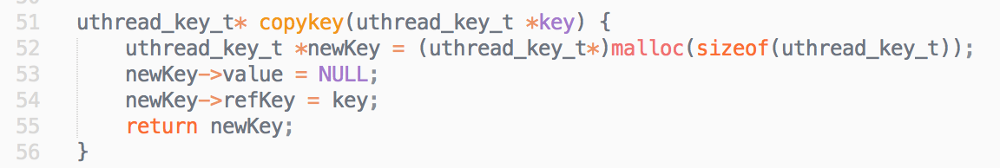 51 uthread_key_t* copykey(uthread_key_t *key) {
52 uthread_key_t *newKey = (uthread_key_t*)malloc(sizeof(uthread_key_t));
53 newKey->value = NULL;
54 newKey->refKey = key;
55 return newKey;
56 }